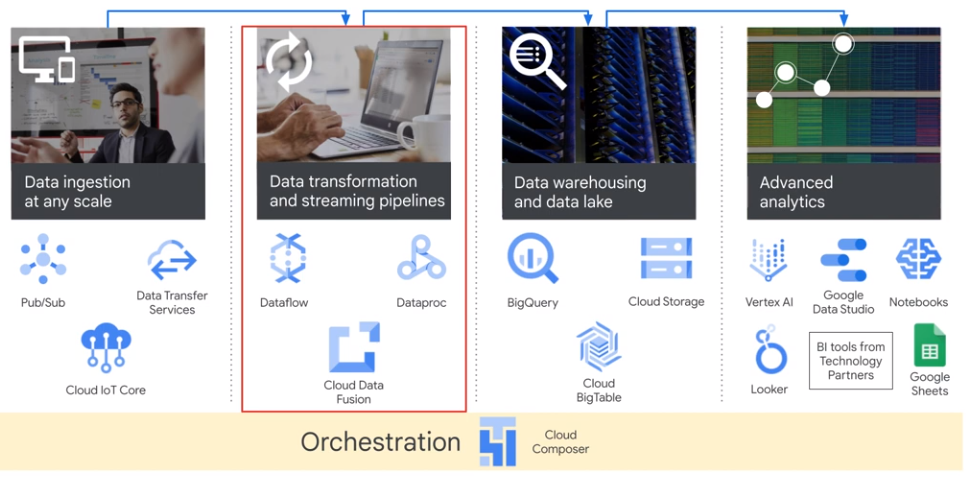 Data ingestion
at any scale
Pub/Sub
Data Transfer
Services
Cloud IoT Core
Data transformation
and streaming pipelines
Dataflow
Dataproc
Cloud Data
Fusion
Data warehousing
and data lake
BigQuery
Cloud Storage
Cloud
BigTable
Advanced
analytics
Vertex AI
Google
Data Studio
Notebooks
Looker
BI tools from
Technology
Partners
Google
Sheets
Orchestration
Cloud
Composer